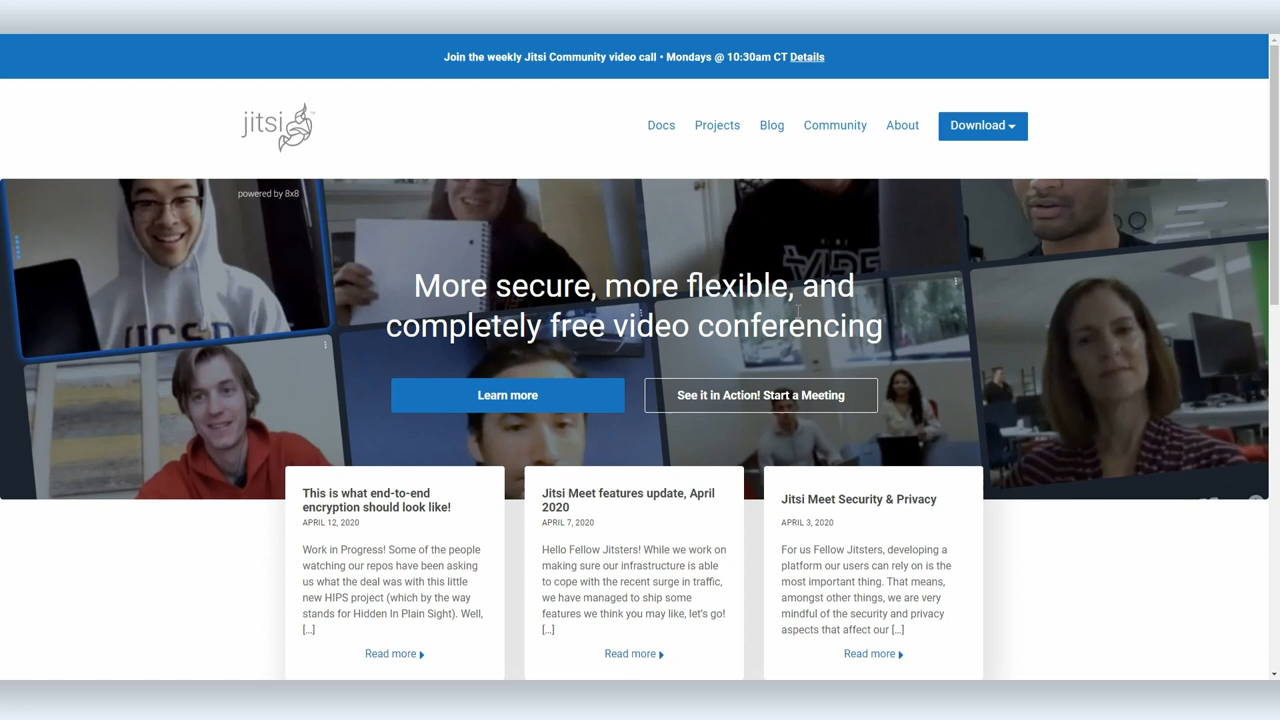 Join the weekly Jitsi Community video call • Mondays @ 10:30am CT Details
jitsi
Docs Projects Blog Community About Download
powered by 8x8
More secure, more flexible, and
completely free video conferencing
Learn more
See it in Action! Start a Meeting
This is what end-to-end
encryption should look like!
APRIL 12, 2020
Work in Progress! Some of the people
watching our repos have been asking
us what the deal was with this little
new HIPS project (which by the way
stands for Hidden In Plain Sight). Well,
[...]
Read more
Jitsi Meet features update, April
2020
APRIL 7, 2020
Hello Fellow Jitsters! While we work on
making sure our infrastructure is able
to cope with the recent surge in traffic,
we have managed to ship some
features we think you may like, let's go!
[...]
Read more
Jitsi Meet Security & Privacy
APRIL 3, 2020
For us Fellow Jitsters, developing a
platform our users can rely on is the
most important thing. That means,
amongst other things, we are very
mindful of the security and privacy
aspects that affect our [...]
Read more